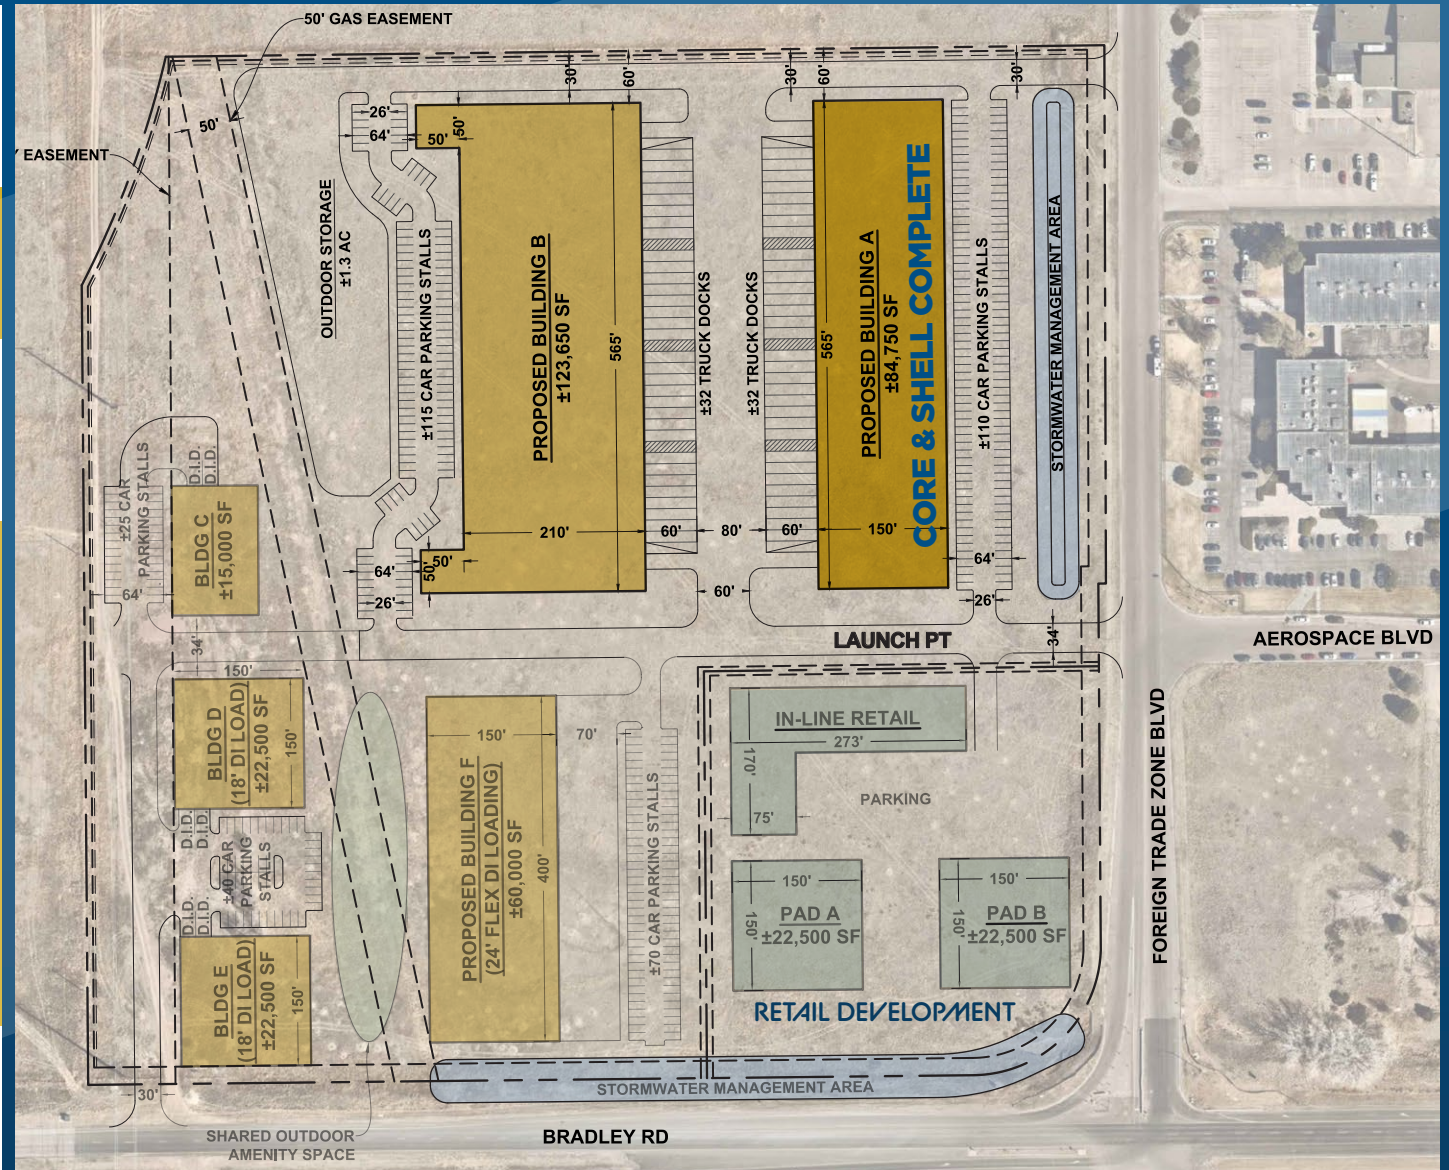 50' GAS EASEMENT
30'
60'
30'
60'
30'
50'
Y EASEMENT
26'
64'
50'
50'
OUTDOOR STORAGE
±1.3 AC
±115 CAR PARKING STALLS
PROPOSED BUILDING B
±123,650 SF
565'
±32 TRUCK DOCKS
±32 TRUCK DOCKS
565'
PROPOSED BUILDING A
±84,750 SF
CORE & SHELL COMPLETE
±110 CAR PARKING STALLS
STORMWATER MANAGEMENT AREA
210'
60'
80'
60'
150'
64'
50'
50'
64'
26'
60'
26'
34'
±25 CAR
PARKING STALLS
D.I.D.
D.I.D.
BLDG C
±15,000 SF
64'
34'
LAUNCH PT
AEROSPACE BLVD
FOREIGN TRADE ZONE BLVD
150'
BLDG D
(18' DI LOAD)
±22,500 SF
150'
D.I.D.
D.I.D.
±40 CAR
PARKING
STALLS
D.I.D.
D.I.D.
BLDG E
(18' DI LOAD)
±22,500 SF
150'
150'
70'
PROPOSED BUILDING F
(24' FLEX DI LOADING)
±60,000 SF
400'
±70 CAR PARKING STALLS
IN-LINE RETAIL
273'
170'
75'
PARKING
150'
150'
PAD A
±22,500 SF
150'
150'
PAD B
±22,500 SF
RETAIL DEVELOPMENT
STORMWATER MANAGEMENT AREA
30'
SHARED OUTDOOR
AMENITY SPACE
BRADLEY RD